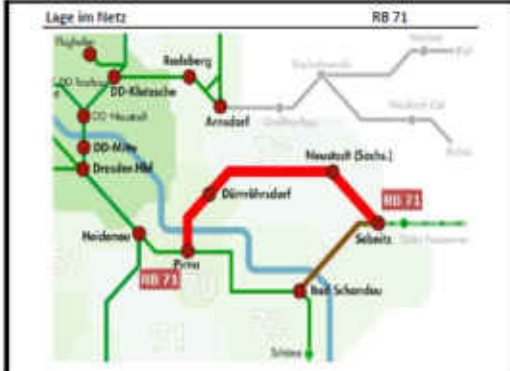 Lage im Netz RB 71
Flughafen
Radeberg
DD-Klotzsche
Arnsdorf
DD-Neustadt
DD-Mitte
Dresden Hbf
Neustadt (Sachs.)
Dürrröhrsdorf
RB 71
Sebnitz
Heidenau
Pirna
RB 71
Bad Schandau
Schöna